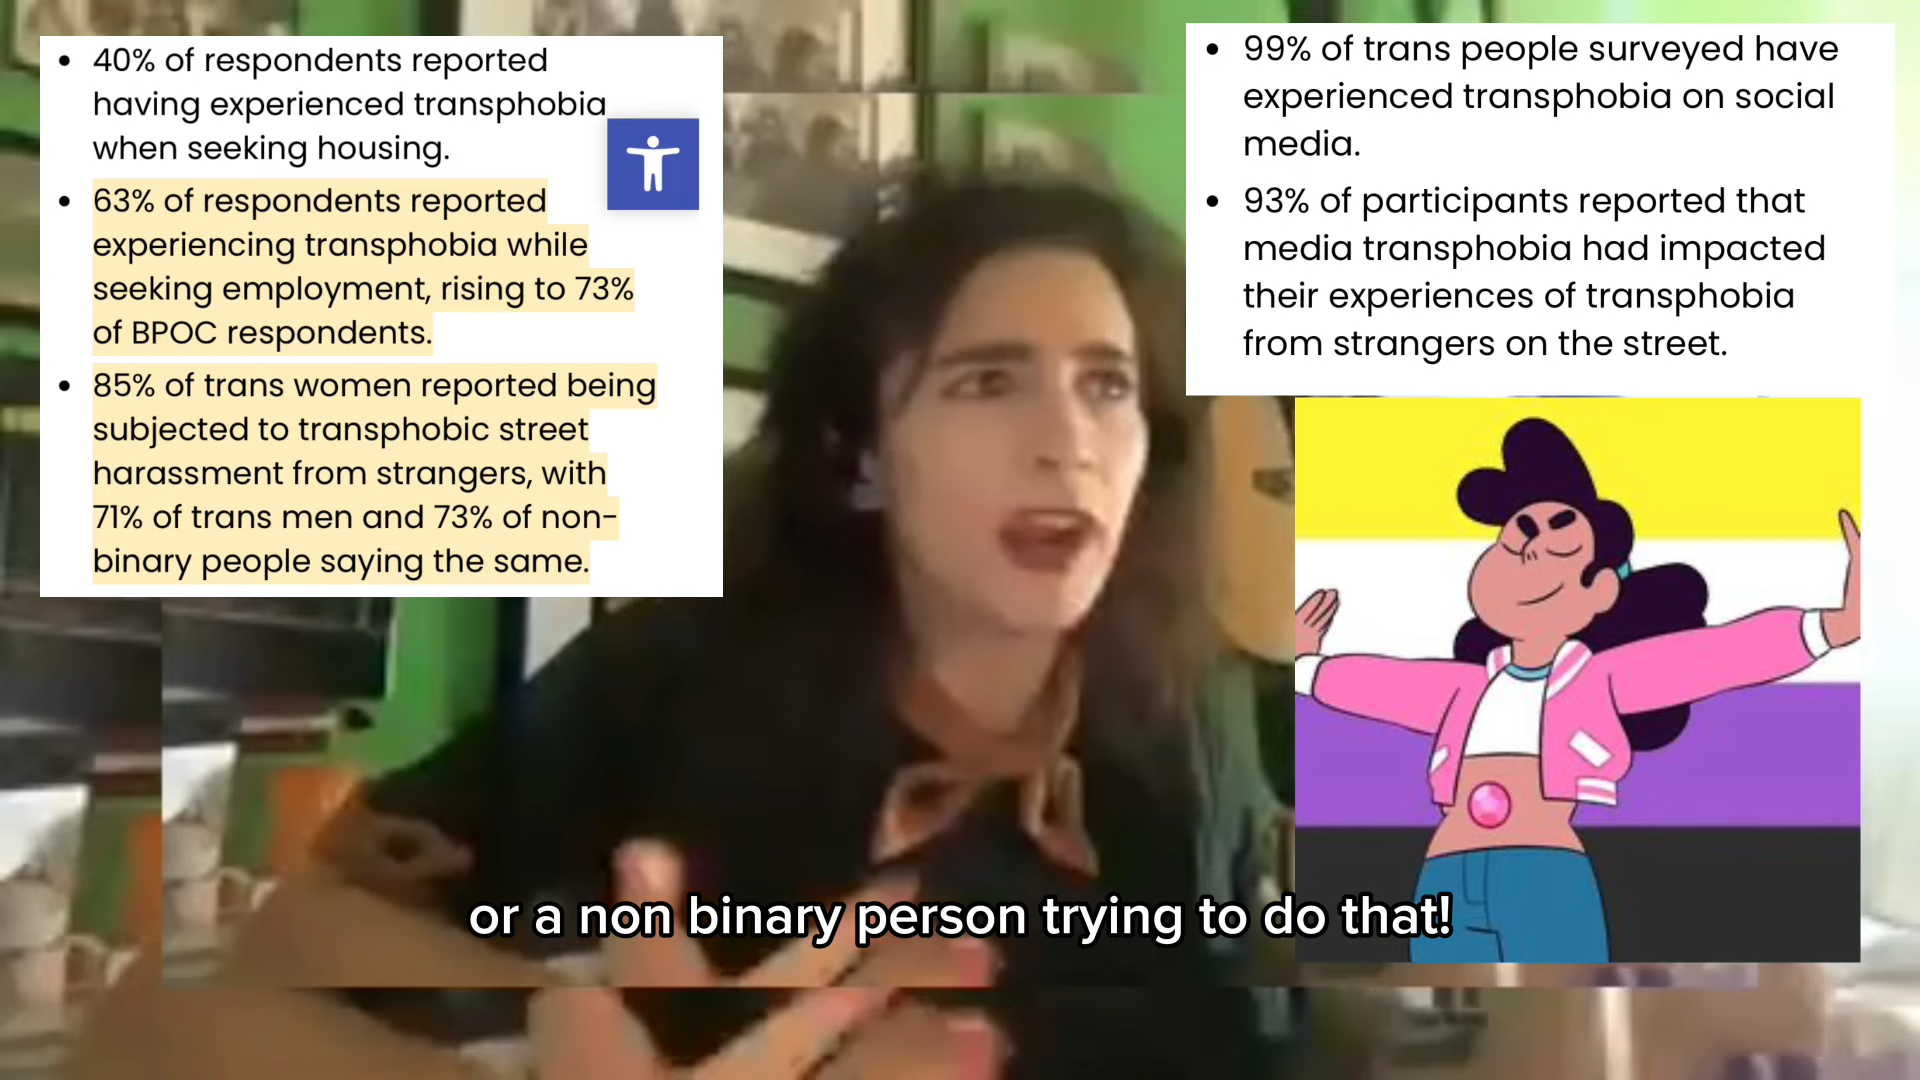 • 40% of respondents reported
having experienced transphobia
when seeking housing.
• 63% of respondents reported
experiencing transphobia while
seeking employment, rising to 73%
of BPOC respondents.
• 85% of trans women reported being
subjected to transphobic street
harassment from strangers, with
71% of trans men and 73% of non-
binary people saying the same.
• 99% of trans people surveyed have
experienced transphobia on social
media.
• 93% of participants reported that
media transphobia had impacted
their experiences of transphobia
from strangers on the street.
or a non binary person trying to do that!